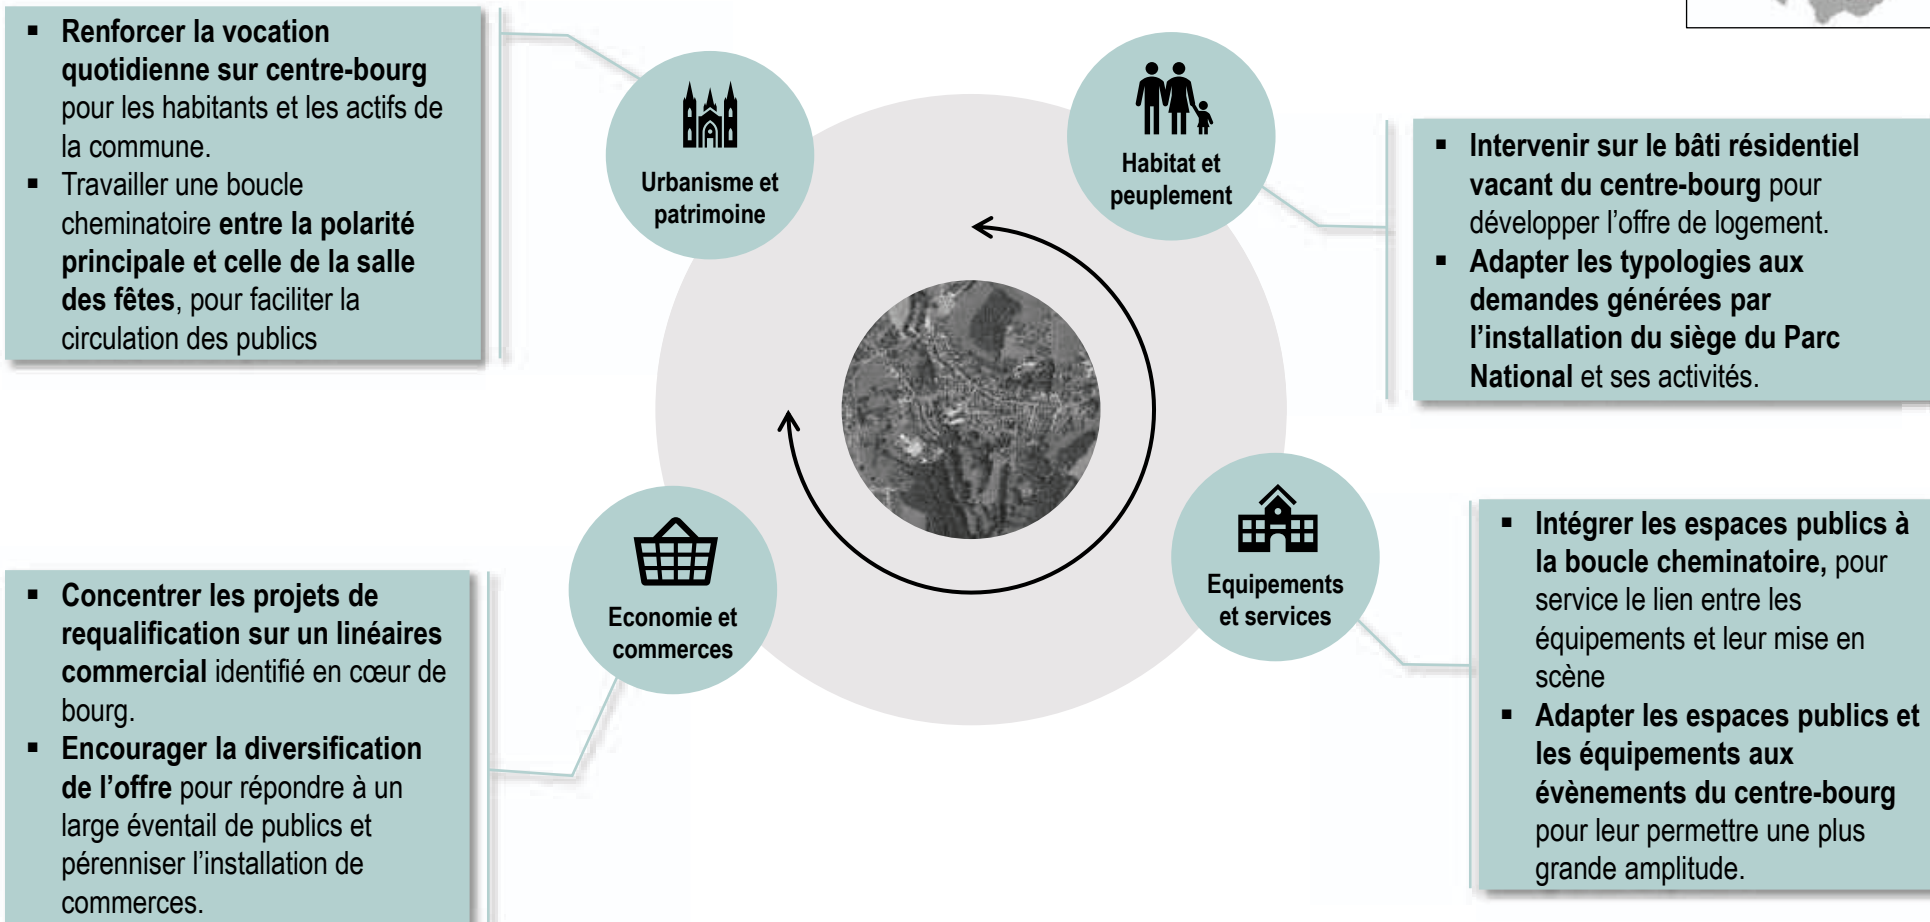 ▪ Renforcer la vocation
quotidienne sur centre-bourg
pour les habitants et les actifs de
la commune.
▪ Travailler une boucle
cheminatoire entre la polarité
principale et celle de la salle
des fêtes, pour faciliter la
circulation des publics
Urbanisme et
patrimoine
Habitat et
peuplement
▪ Intervenir sur le bâti résidentiel
vacant du centre-bourg pour
développer l’offre de logement.
▪ Adapter les typologies aux
demandes générées par
l’installation du siège du Parc
National et ses activités.
▪ Concentrer les projets de
requalification sur un linéaires
commercial identifié en cœur de
bourg.
▪ Encourager la diversification
de l’offre pour répondre à un
large éventail de publics et
pérenniser l’installation de
commerces.
Economie et
commerces
Equipements
et services
▪ Intégrer les espaces publics à
la boucle cheminatoire, pour
service le lien entre les
équipements et leur mise en
scène
▪ Adapter les espaces publics et
les équipements aux
évènements du centre-bourg
pour leur permettre une plus
grande amplitude.